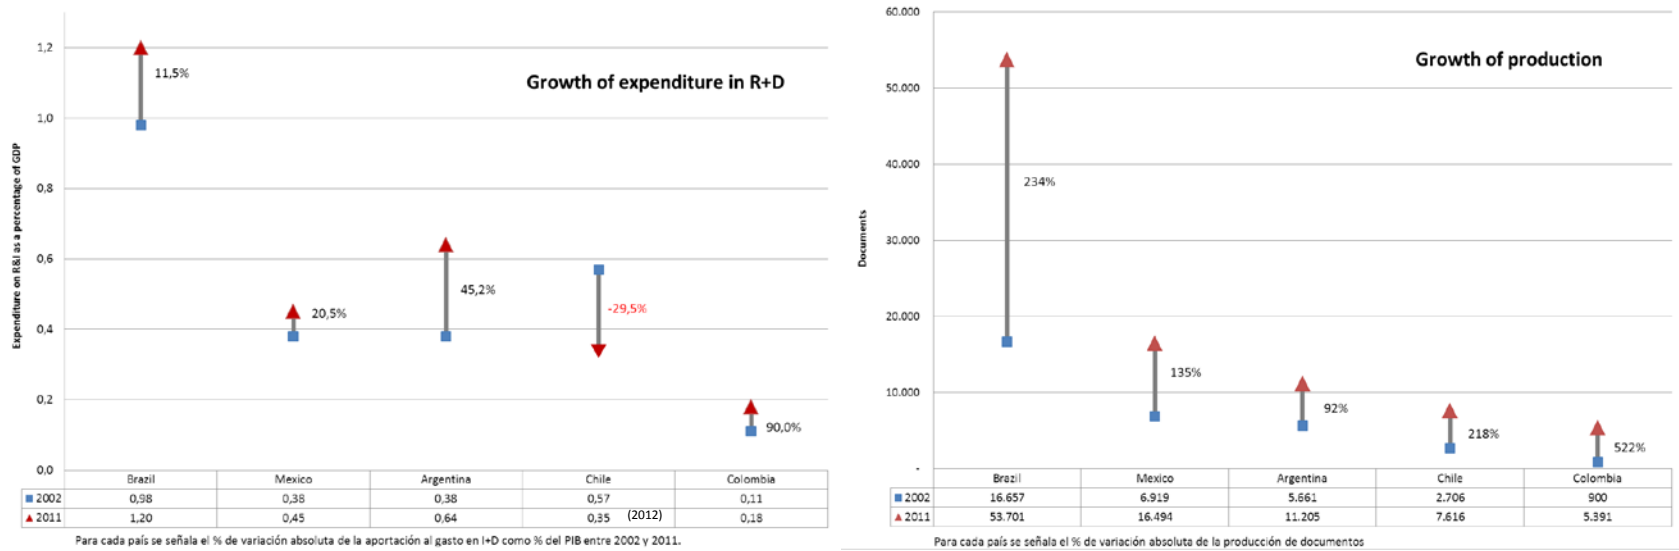 Growth of expenditure in R+D
Expenditure on R&I as a percentage of GDP
1,2
1,0
0,8
0,6
0,4
0,2
0,0
11,5%
20,5%
45,2%
-29,5%
90,0%
Brazil Mexico Argentina Chile Colombia
2002 0,98 0,38 0,38 0,57 0,11
2011 1,20 0,45 0,64 0,35 (2012) 0,18
Para cada país se señala el % de variación absoluta de la aportación al gasto en I+D como % del PIB entre 2002 y 2011.
Growth of production
Documents
60.000
50.000
40.000
30.000
20.000
10.000
-
234%
135%
92%
218%
522%
Brazil Mexico Argentina Chile Colombia
2002 16.657 6.919 5.661 2.706 900
2011 53.701 16.494 11.205 7.616 5.391
Para cada país se señala el % de variación absoluta de la producción de documentos